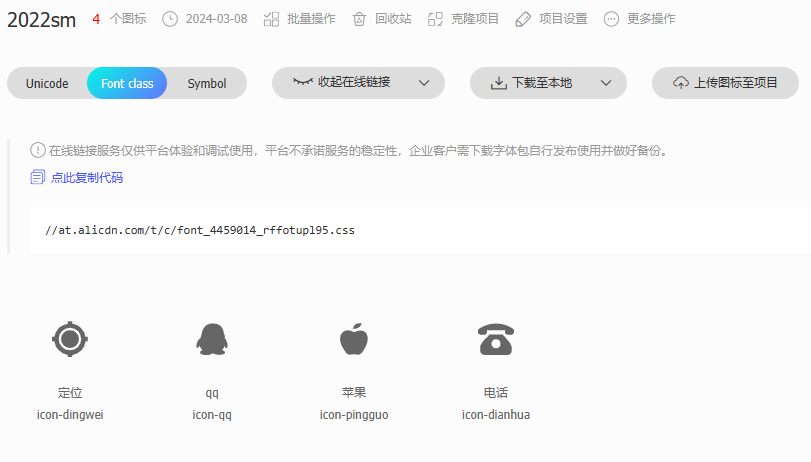 2022sm 4 个图标 2024-03-08 批量操作 回收站 克隆项目 项目设置 更多操作
Unicode Font class Symbol 收起在线链接 下载至本地 上传图标至项目
在线链接服务仅供平台体验和调试使用，平台不承诺服务的稳定性，企业客户需下载字体包自行发布使用并做好备份。
点此复制代码
//at.alicdn.com/t/c/font_4459014_rffotupl95.css
定位 qq 苹果 电话
icon-dingwei icon-qq icon-pingguo icon-dianhua